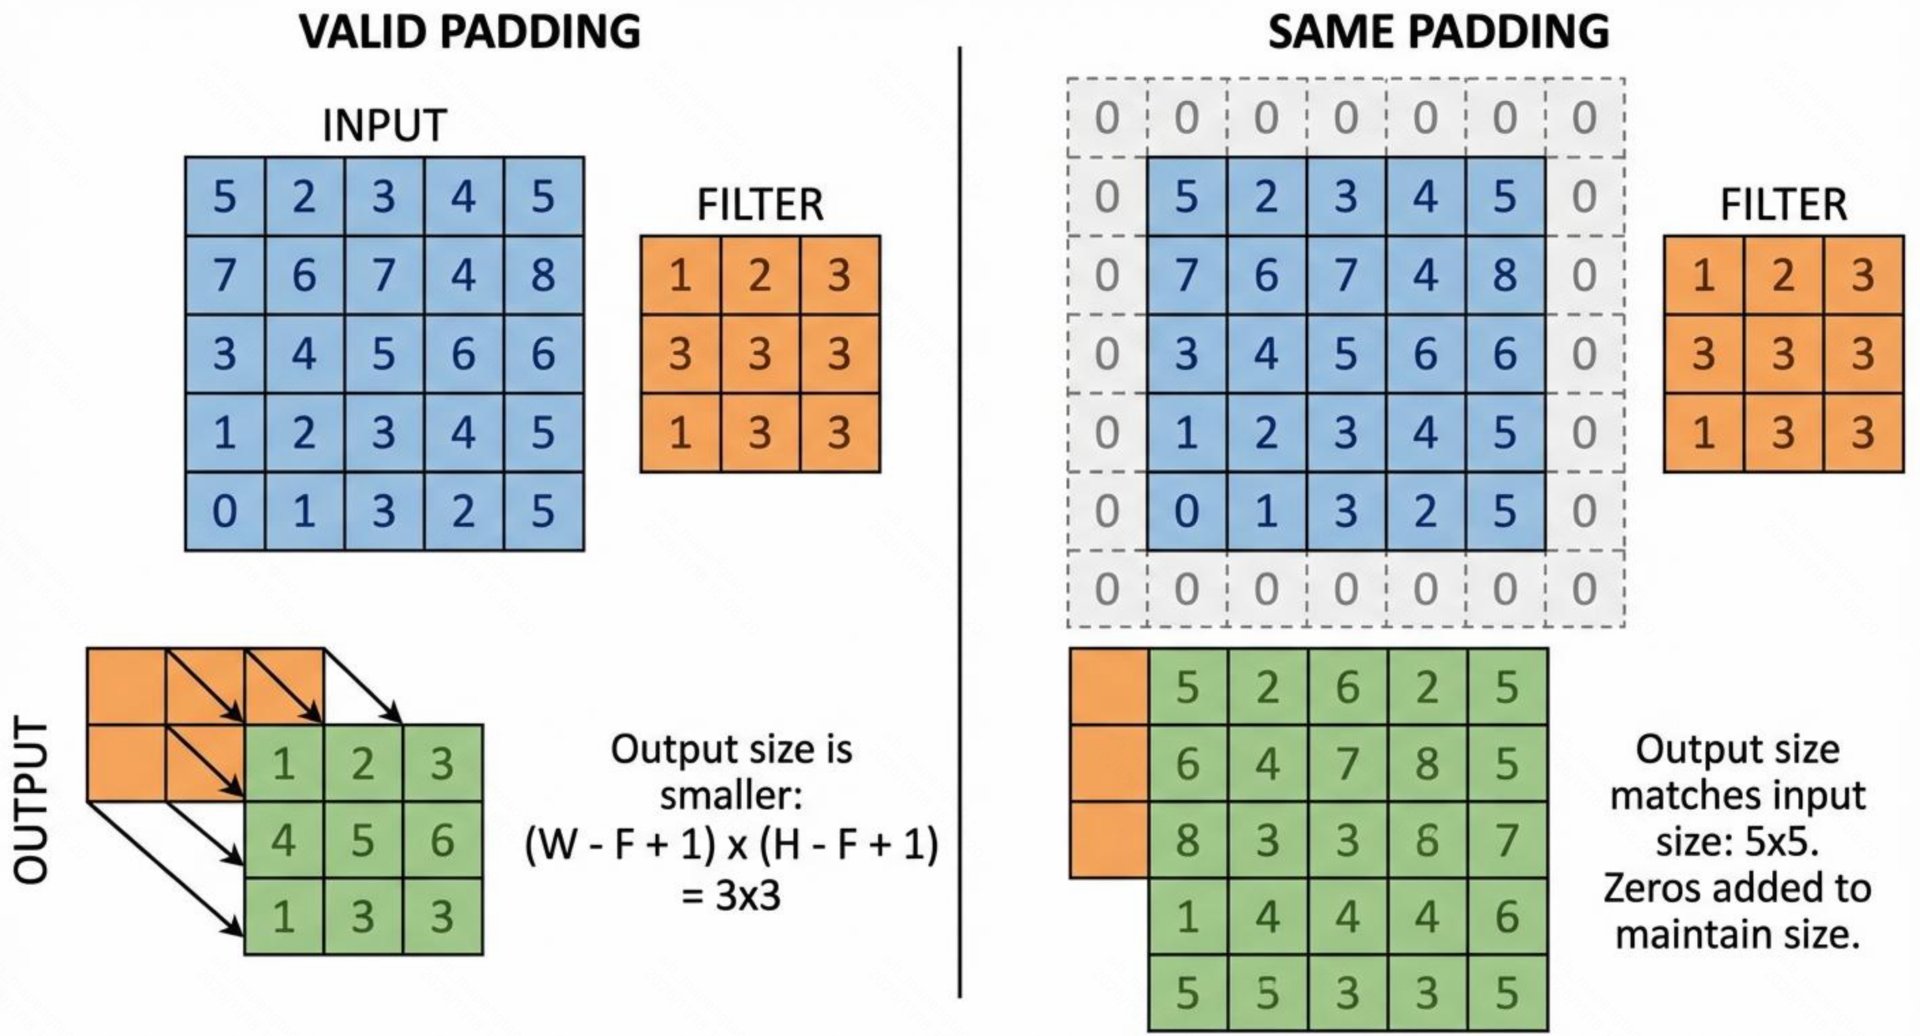 VALID PADDING
INPUT
5 2 3 4 5
7 6 7 4 8
3 4 5 6 6
1 2 3 4 5
0 1 3 2 5
FILTER
1 2 3
3 3 3
1 3 3
OUTPUT
1 2 3
4 5 6
1 3 3
Output size is
smaller:
(W - F + 1) x (H - F + 1)
= 3x3
SAME PADDING
0 0 0 0 0 0 0
0 5 2 3 4 5 0
0 7 6 7 4 8 0
0 3 4 5 6 6 0
0 1 2 3 4 5 0
0 0 1 3 2 5 0
0 0 0 0 0 0 0
FILTER
1 2 3
3 3 3
1 3 3
5 2 6 2 5
6 4 7 8 5
8 3 3 6 7
1 4 4 4 6
5 5 3 3 5
Output size
matches input
size: 5x5.
Zeros added to
maintain size.